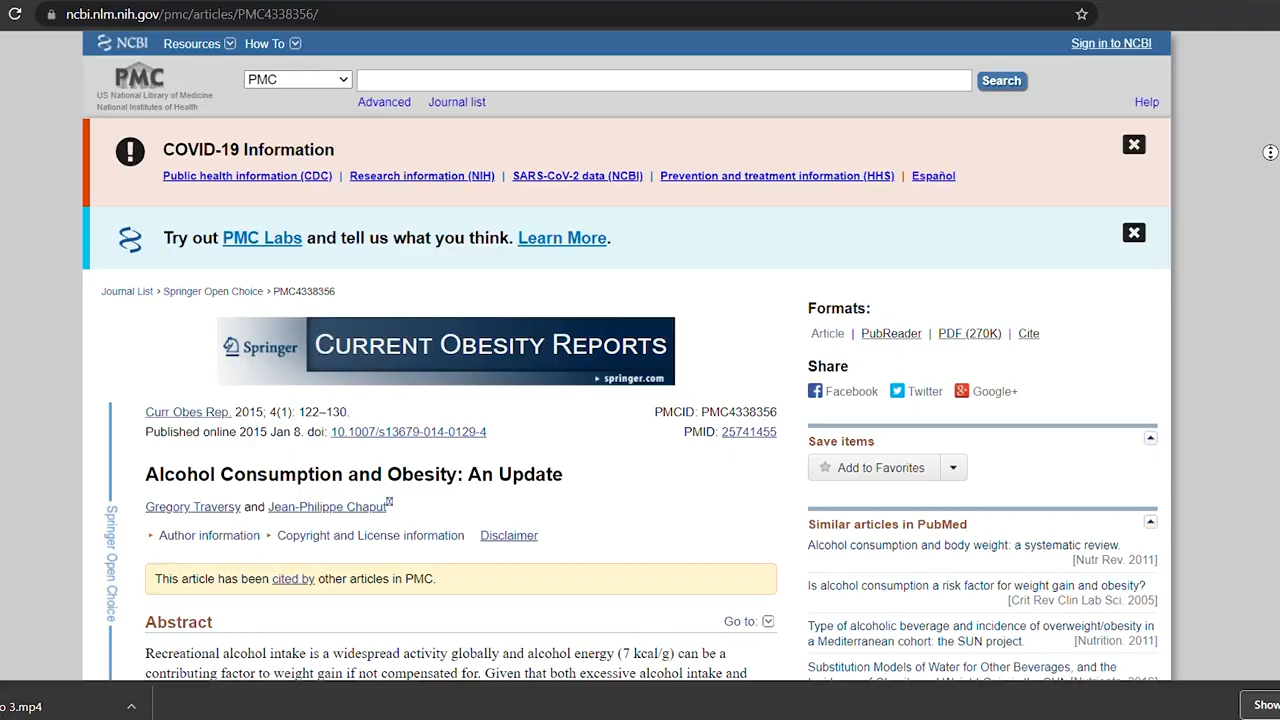 ncbi.nlm.nih.gov/pmc/articles/PMC4338356/
NCBI Resources How To Sign in to NCBI
PMC
US National Library of Medicine
National Institutes of Health
PMC Search
Advanced Journal list Help
COVID-19 Information
Public health information (CDC) | Research information (NIH) | SARS-CoV-2 data (NCBI) | Prevention and treatment information (HHS) | Español
Try out PMC Labs and tell us what you think. Learn More.
Journal List > Springer Open Choice > PMC4338356
Springer CURRENT OBESITY REPORTS
springer.com
Curr Obes Rep. 2015; 4(1): 122–130. PMCID: PMC4338356
Published online 2015 Jan 8. doi: 10.1007/s13679-014-0129-4 PMID: 25741455
Alcohol Consumption and Obesity: An Update
Gregory Traversy and Jean-Philippe Chaput
Author information Copyright and License information Disclaimer
This article has been cited by other articles in PMC.
Abstract Go to:
Recreational alcohol intake is a widespread activity globally and alcohol energy (7 kcal/g) can be a
contributing factor to weight gain if not compensated for. Given that both excessive alcohol intake and
Springer Open Choice
Formats:
Article | PubReader | PDF (270K) | Cite
Share
Facebook Twitter Google+
Save items
Add to Favorites
Similar articles in PubMed
Alcohol consumption and body weight: a systematic review.
[Nutr Rev. 2011]
Is alcohol consumption a risk factor for weight gain and obesity?
[Crit Rev Clin Lab Sci. 2005]
Type of alcoholic beverage and incidence of overweight/obesity in
a Mediterranean cohort: the SUN project. [Nutrition. 2011]
Substitution Models of Water for Other Beverages, and the
o 3.mp4
Show